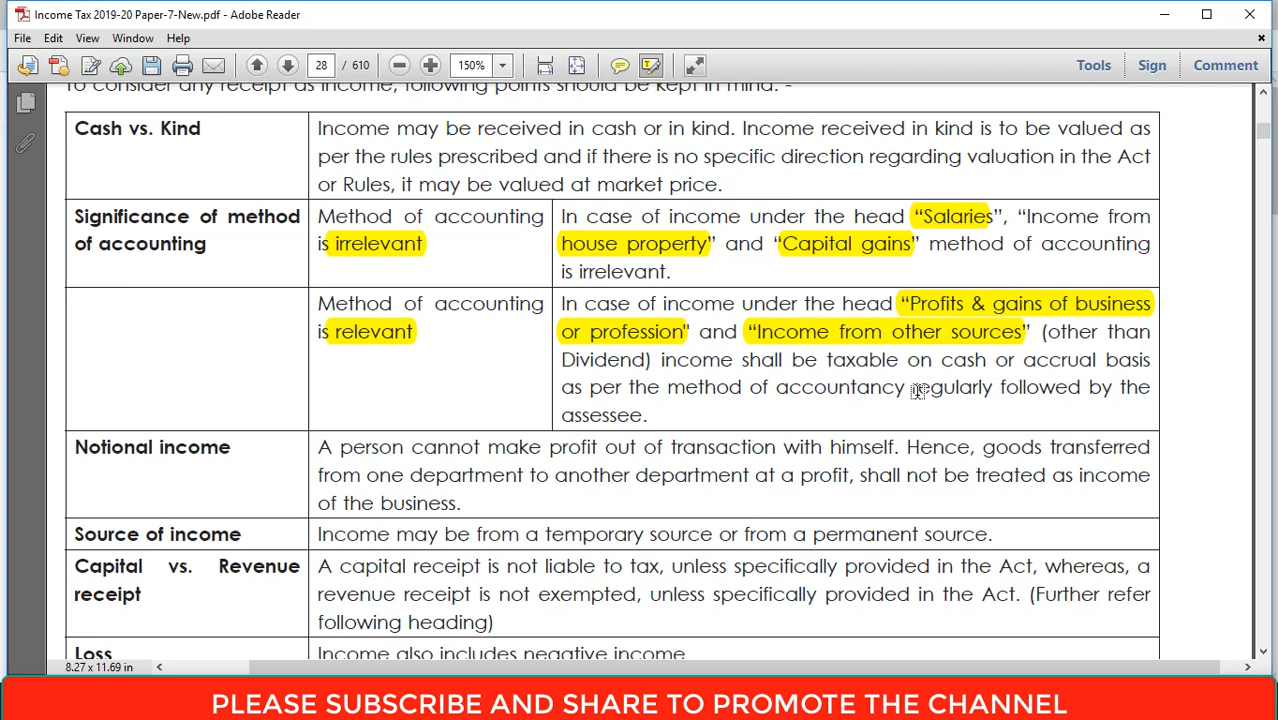 Income Tax 2019-20 Paper-7-New.pdf - Adobe Reader
File Edit View Window Help
28 / 610
150%
Tools Sign Comment
To consider any receipt as income, following points should be kept in mind. -
Cash vs. Kind
Income may be received in cash or in kind. Income received in kind is to be valued as
per the rules prescribed and if there is no specific direction regarding valuation in the Act
or Rules, it may be valued at market price.
Significance of method
of accounting
Method of accounting
is irrelevant
In case of income under the head “Salaries”, “Income from
house property” and “Capital gains” method of accounting
is irrelevant.
Method of accounting
is relevant
In case of income under the head “Profits & gains of business
or profession" and “Income from other sources” (other than
Dividend) income shall be taxable on cash or accrual basis
as per the method of accountancy regularly followed by the
assessee.
Notional income
A person cannot make profit out of transaction with himself. Hence, goods transferred
from one department to another department at a profit, shall not be treated as income
of the business.
Source of income
Income may be from a temporary source or from a permanent source.
Capital vs. Revenue
receipt
A capital receipt is not liable to tax, unless specifically provided in the Act, whereas, a
revenue receipt is not exempted, unless specifically provided in the Act. (Further refer
following heading)
Loss
Income also includes negative income
8.27 x 11.69 in
PLEASE SUBSCRIBE AND SHARE TO PROMOTE THE CHANNEL